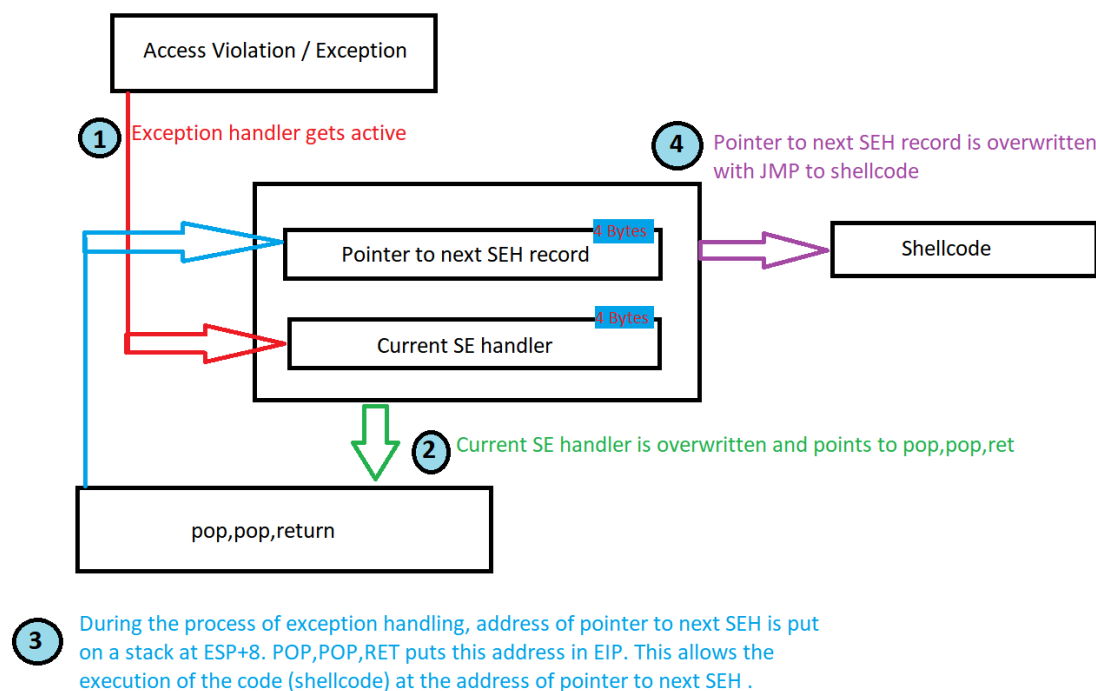 Access Violation / Exception
1
Exception handler gets active
4
Pointer to next SEH record is overwritten
with JMP to shellcode
4 Bytes
Pointer to next SEH record
Shellcode
4 Bytes
Current SE handler
2
Current SE handler is overwritten and points to pop,pop,ret
pop,pop,return
3
During the process of exception handling, address of pointer to next SEH is put
on a stack at ESP+8. POP,POP,RET puts this address in EIP. This allows the
execution of the code (shellcode) at the address of pointer to next SEH .